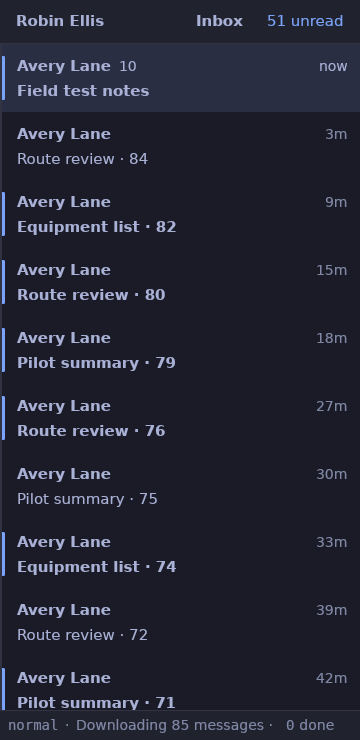 Robin Ellis Inbox 51 unread
Avery Lane 10 now
Field test notes
Avery Lane 3m
Route review · 84
Avery Lane 9m
Equipment list · 82
Avery Lane 15m
Route review · 80
Avery Lane 18m
Pilot summary · 79
Avery Lane 27m
Route review · 76
Avery Lane 30m
Pilot summary · 75
Avery Lane 33m
Equipment list · 74
Avery Lane 39m
Route review · 72
Avery Lane 42m
Pilot summary · 71
normal · Downloading 85 messages · 0 done